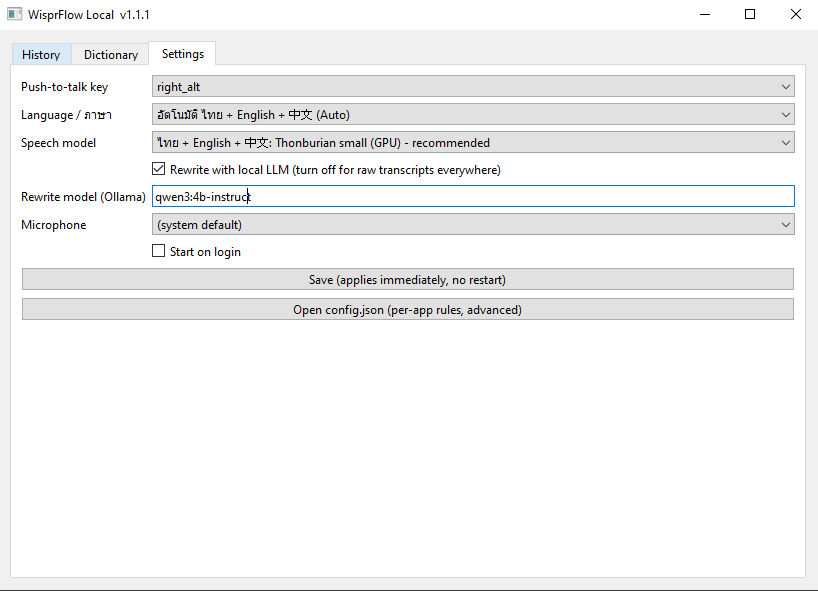 WisprFlow Local v1.1.1
History Dictionary Settings
Push-to-talk key right_alt
Language / ภาษา อัตโนมัติ ไทย + English + 中文 (Auto)
Speech model ไทย + English + 中文: Thonburian small (GPU) - recommended
Rewrite with local LLM (turn off for raw transcripts everywhere)
Rewrite model (Ollama) qwen3:4b-instruct
Microphone (system default)
Start on login
Save (applies immediately, no restart)
Open config.json (per-app rules, advanced)